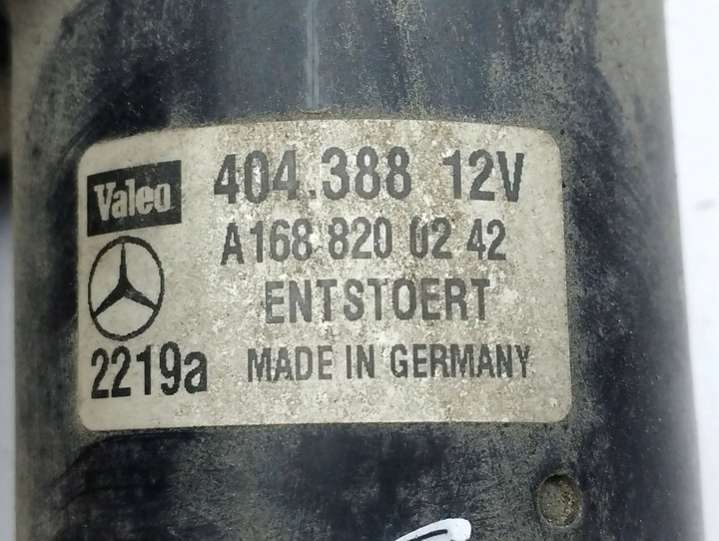 Valeo 404.388 12V
A168 820 02 42
ENTSTOERT
2219a MADE IN GERMANY